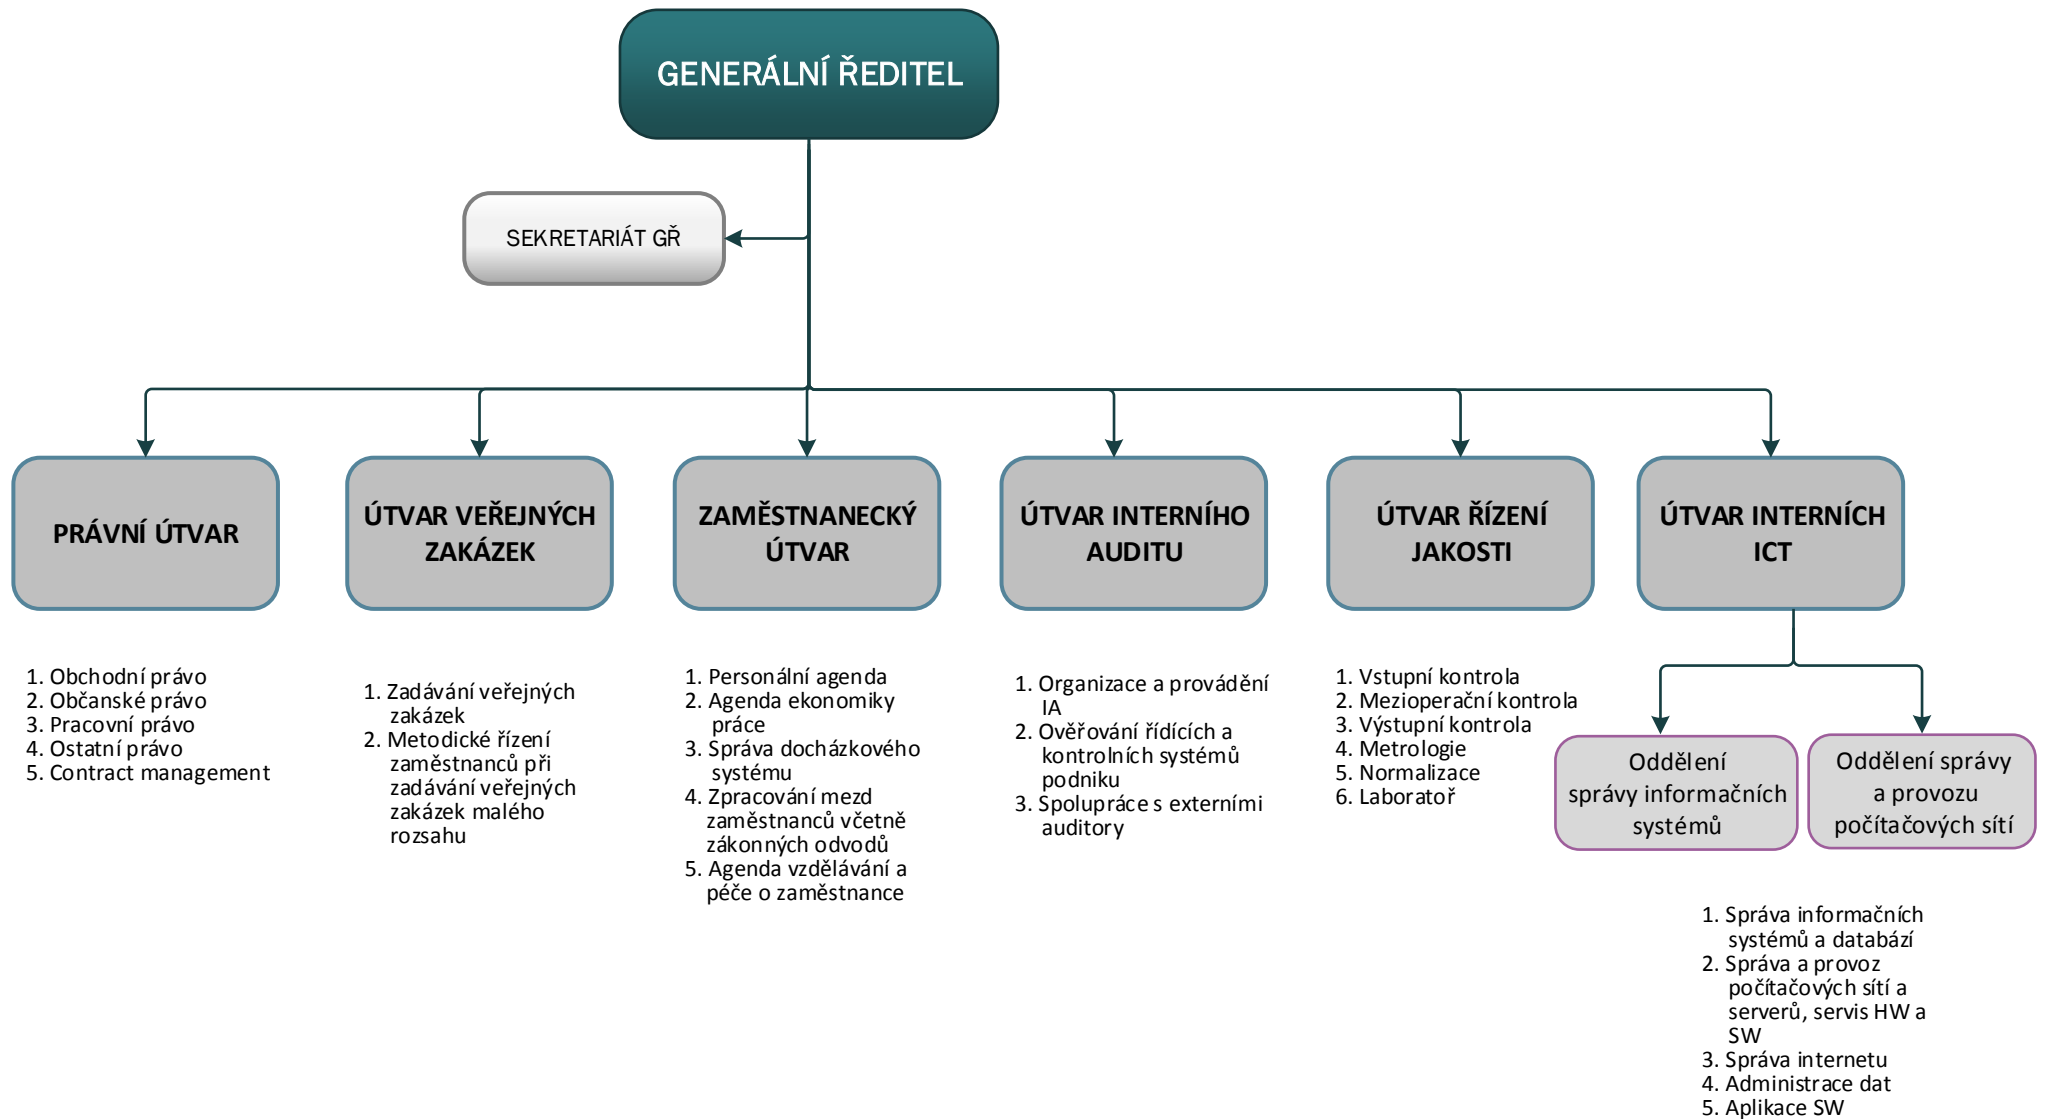 GENERÁLNÍ ŘEDITEL
SEKRETARIÁT GŘ
PRÁVNÍ ÚTVAR
1. Obchodní právo
2. Občanské právo
3. Pracovní právo
4. Ostatní právo
5. Contract management
ÚTVAR VEŘEJNÝCH
ZAKÁZEK
1. Zadávání veřejných
zakázek
2. Metodické řízení
zaměstnanců při
zadávání veřejných
zakázek malého
rozsahu
ZAMĚSTNANECKÝ
ÚTVAR
1. Personální agenda
2. Agenda ekonomiky
práce
3. Správa docházkového
systému
4. Zpracování mezd
zaměstnanců včetně
zákonných odvodů
5. Agenda vzdělávání a
péče o zaměstnance
ÚTVAR INTERNÍHO
AUDITU
1. Organizace a provádění
IA
2. Ověřování řídících a
kontrolních systémů
podniku
3. Spolupráce s externími
auditory
ÚTVAR ŘÍZENÍ
JAKOSTI
1. Vstupní kontrola
2. Mezioperační kontrola
3. Výstupní kontrola
4. Metrologie
5. Normalizace
6. Laboratoř
ÚTVAR INTERNÍCH
ICT
Oddělení
správy informačních
systémů
Oddělení správy
a provozu
počítačových sítí
1. Správa informačních
systémů a databází
2. Správa a provoz
počítačových sítí a
serverů, servis HW a
SW
3. Správa internetu
4. Administrace dat
5. Aplikace SW